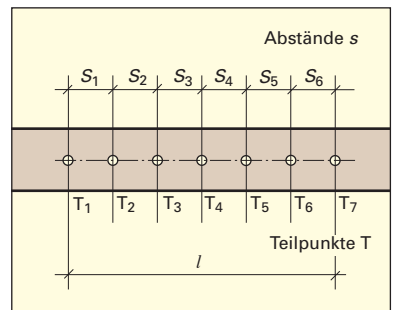 Abstände s
S1 S2 S3 S4 S5 S6
T1 T2 T3 T4 T5 T6 T7
Teilpunkte T
l